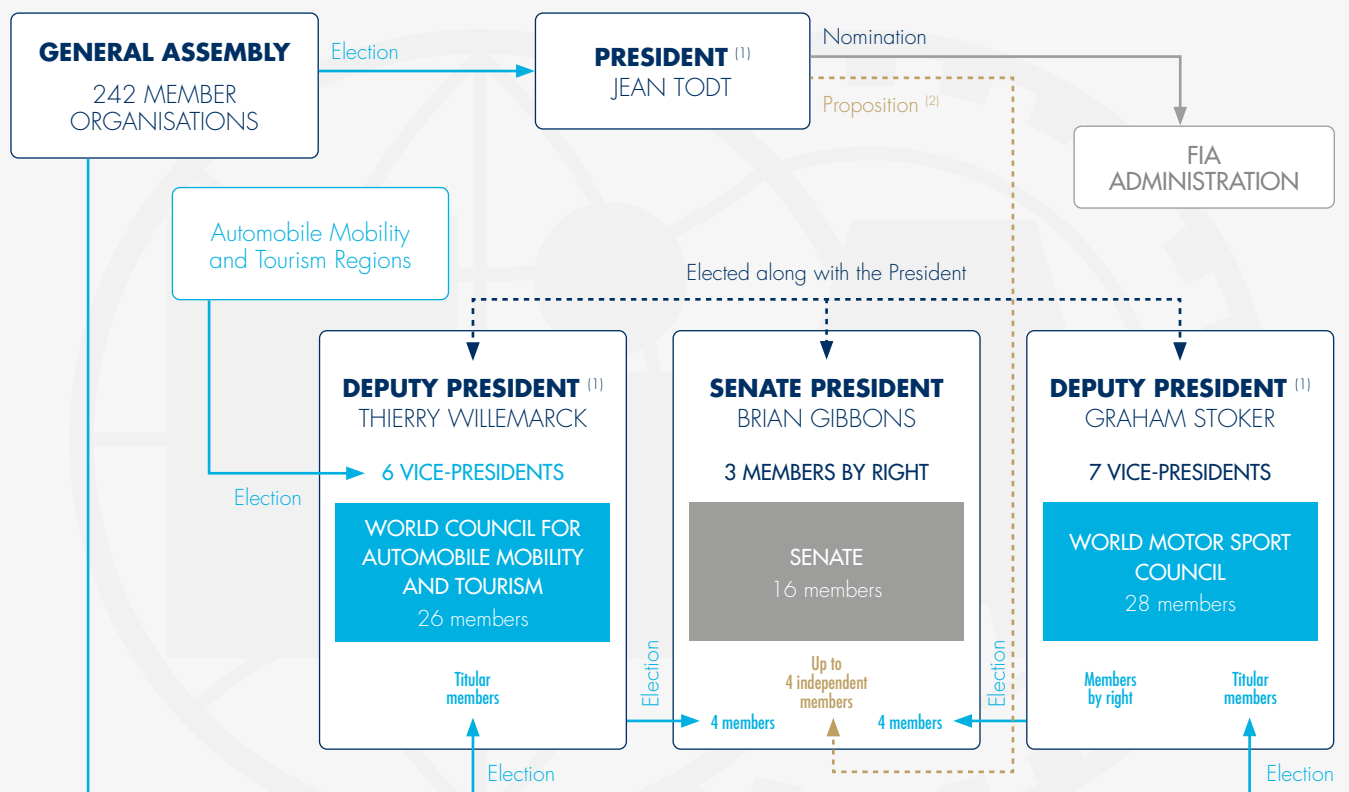 GENERAL ASSEMBLY
242 MEMBER
ORGANISATIONS
Election
PRESIDENT (1)
JEAN TODT
Nomination
Proposition (2)
FIA
ADMINISTRATION
Automobile Mobility
and Tourism Regions
Elected along with the President
Election
DEPUTY PRESIDENT (1)
THIERRY WILLEMARCK
6 VICE-PRESIDENTS
WORLD COUNCIL FOR
AUTOMOBILE MOBILITY
AND TOURISM
26 members
Titular
members
Election
Election
SENATE PRESIDENT
BRIAN GIBBONS
3 MEMBERS BY RIGHT
SENATE
16 members
Up to
4 independent
members
4 members
4 members
Election
DEPUTY PRESIDENT (1)
GRAHAM STOKER
7 VICE-PRESIDENTS
WORLD MOTOR SPORT
COUNCIL
28 members
Members
by right
Titular
members
Election